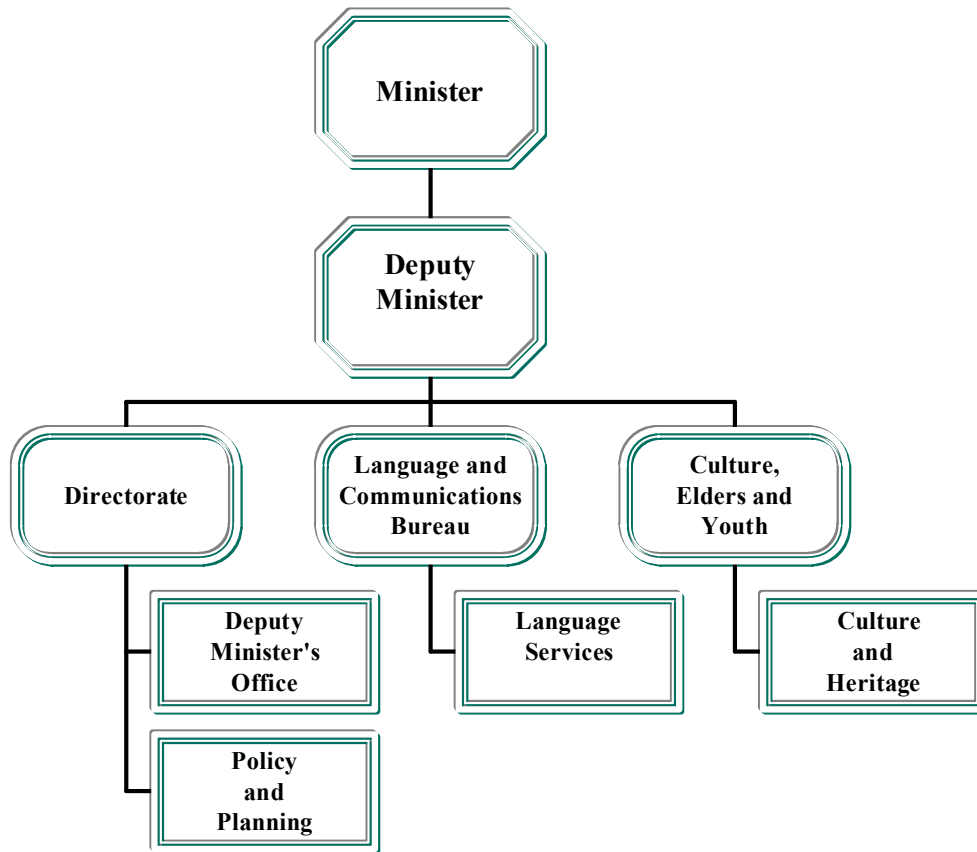 Minister
Deputy
Minister
Directorate
Language and
Communications
Bureau
Culture,
Elders and
Youth
Deputy
Minister's
Office
Language
Services
Culture
and
Heritage
Policy
and
Planning